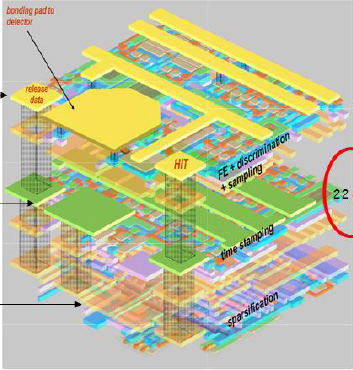 bonding pad to
detector
release
data
HIT
FE + discrimination
+ sampling
22
time stamping
sparsification